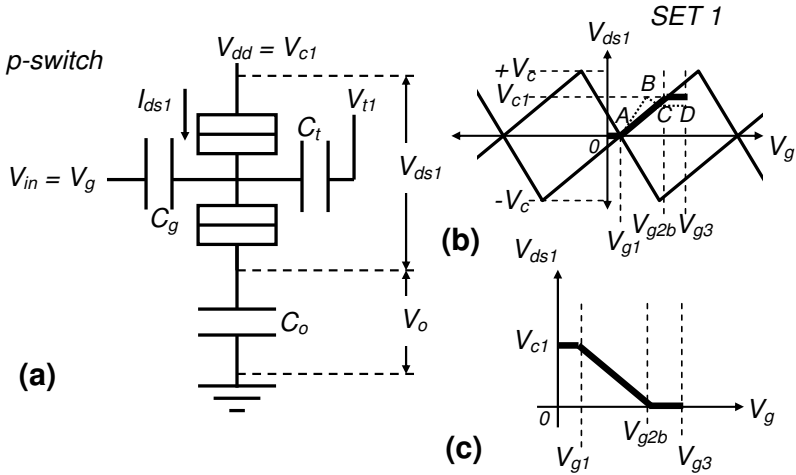 p-switch
V_dd = V_c1
I_ds1
C_t
V_t1
V_in = V_g
C_g
V_ds1
C_o
V_o
(a)
SET 1
V_ds1
+V_c
V_c1
A
B
C
D
0
V_g
-V_c
V_g1
V_g2b
V_g3
(b)
V_ds1
V_c1
0
V_g
V_g1
V_g2b
V_g3
(c)